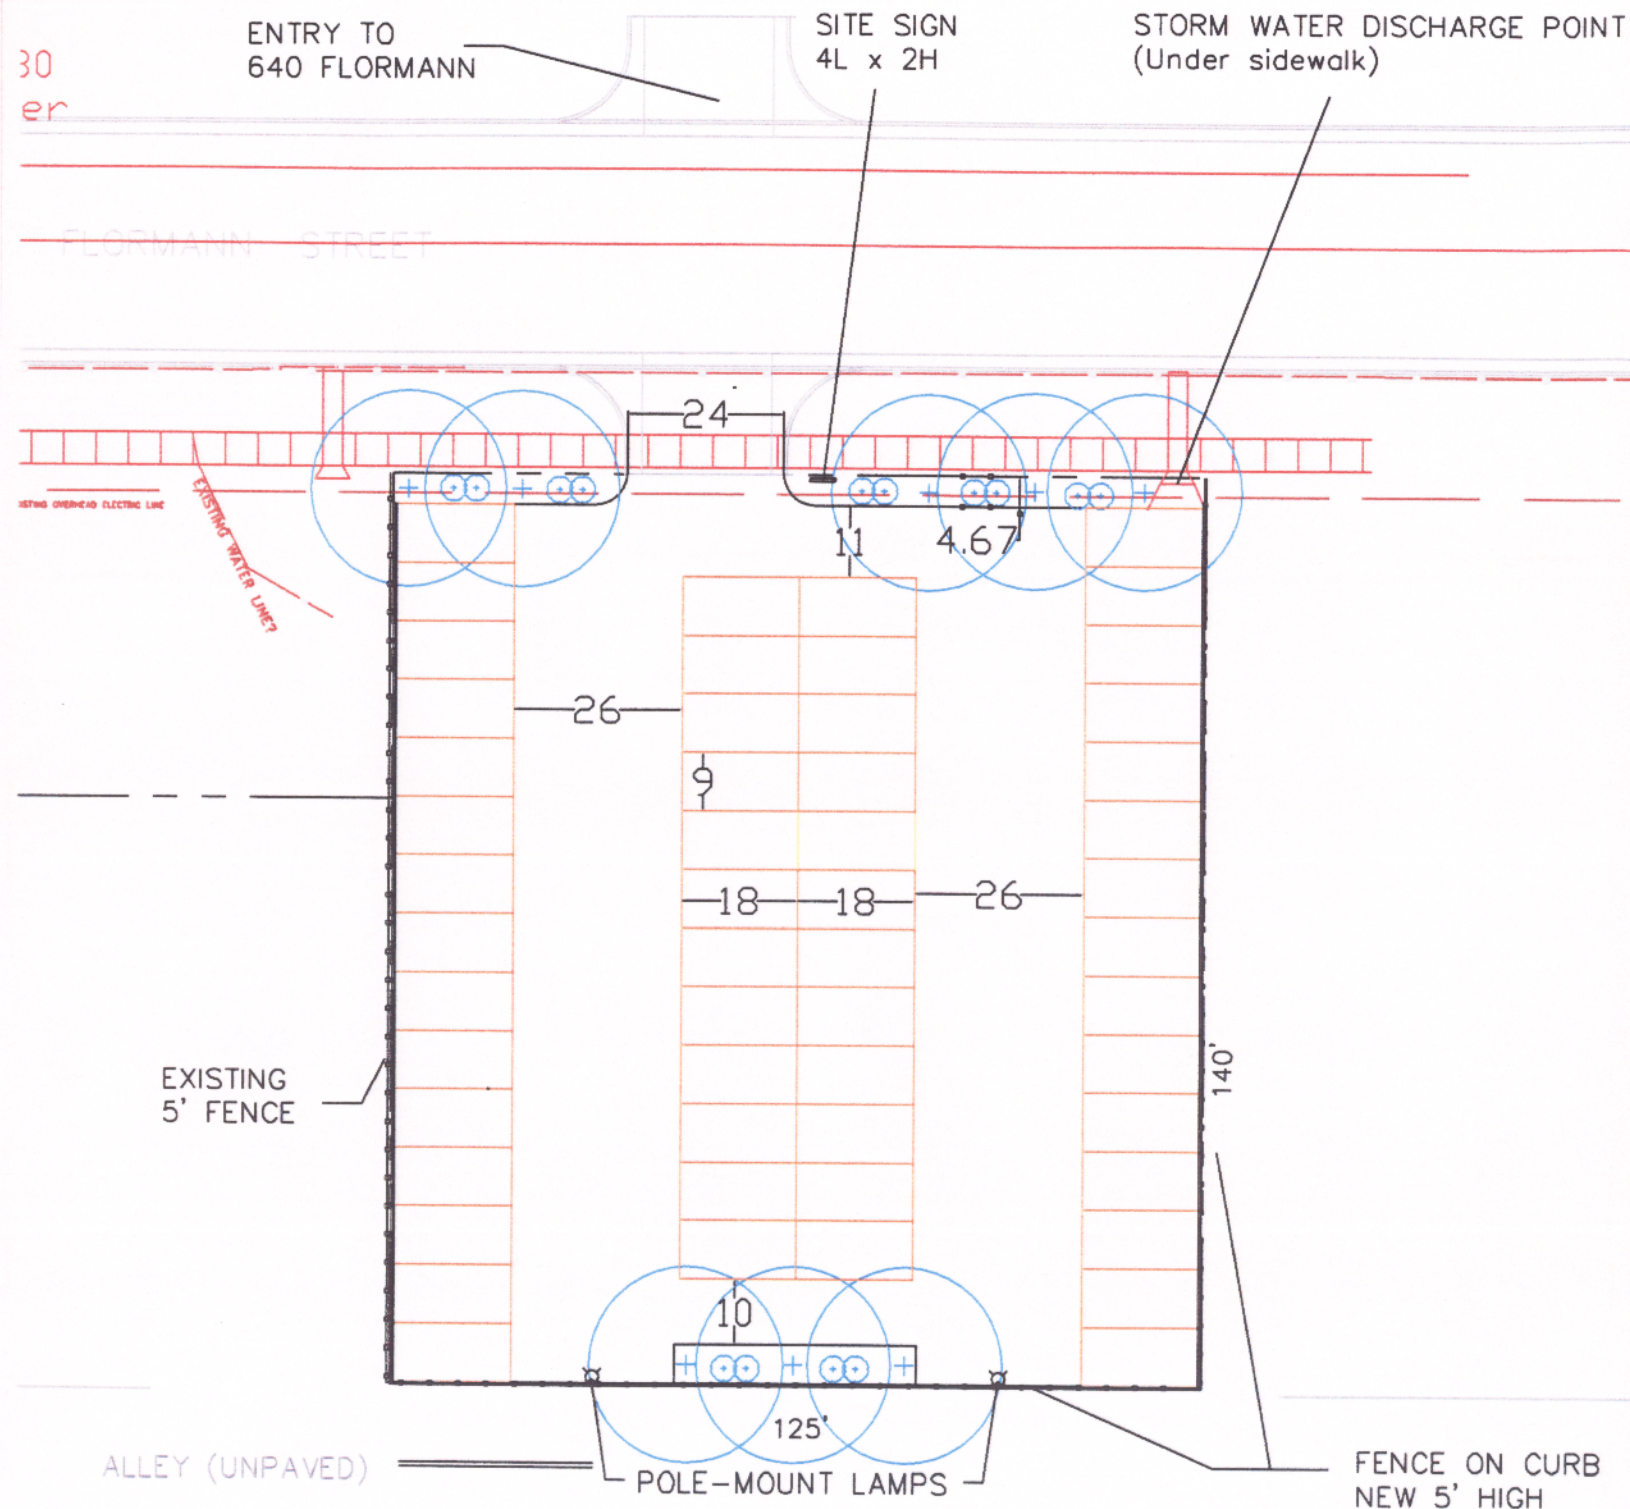 ENTRY TO
640 FLORMANN
SITE SIGN
4L x 2H
STORM WATER DISCHARGE POINT
(Under sidewalk)
30
er
FLORMANN STREET
24
EXISTING WATER LINE?
11
4.67
26
9
18
18
26
EXISTING
5' FENCE
140'
10
125'
ALLEY (UNPAVED)
POLE-MOUNT LAMPS
FENCE ON CURB
NEW 5' HIGH
ISTING OVERHEAD ELECTRIC LINE